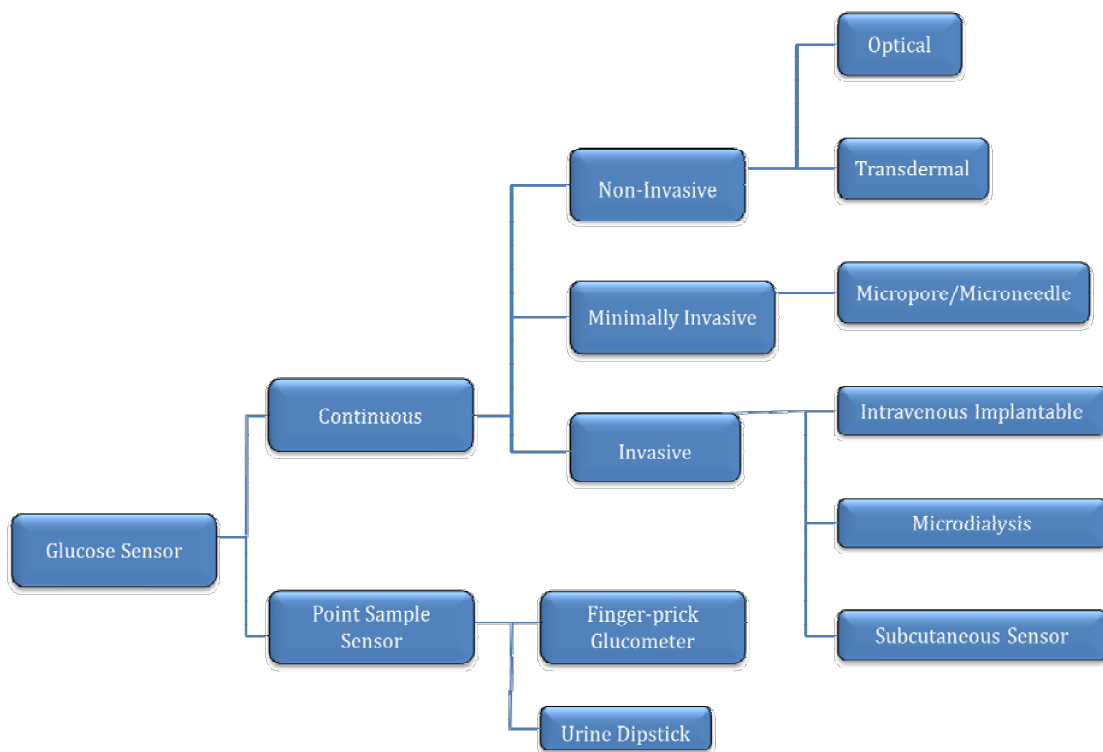 Optical
Transdermal
Non-Invasive
Micropore/Microneedle
Minimally Invasive
Continuous
Intravenous Implantable
Invasive
Microdialysis
Glucose Sensor
Point Sample
Sensor
Finger-prick
Glucometer
Subcutaneous Sensor
Urine Dipstick